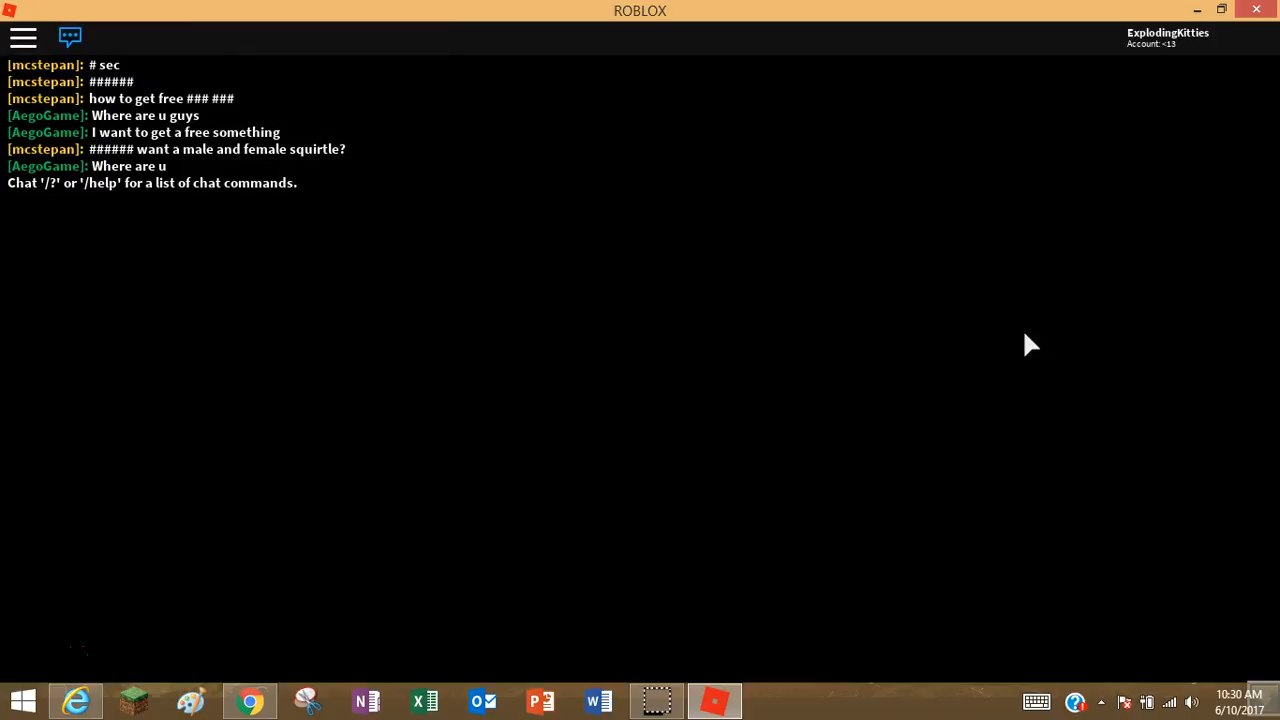 ROBLOX
ExplodingKitties
Account: <13
[mcstepan]: # sec
[mcstepan]: ######
[mcstepan]: how to get free ### ###
[AegoGame]: Where are u guys
[AegoGame]: I want to get a free something
[mcstepan]: ###### want a male and female squirtle?
[AegoGame]: Where are u
Chat '/?' or '/help' for a list of chat commands.
10:30 AM
6/10/2017